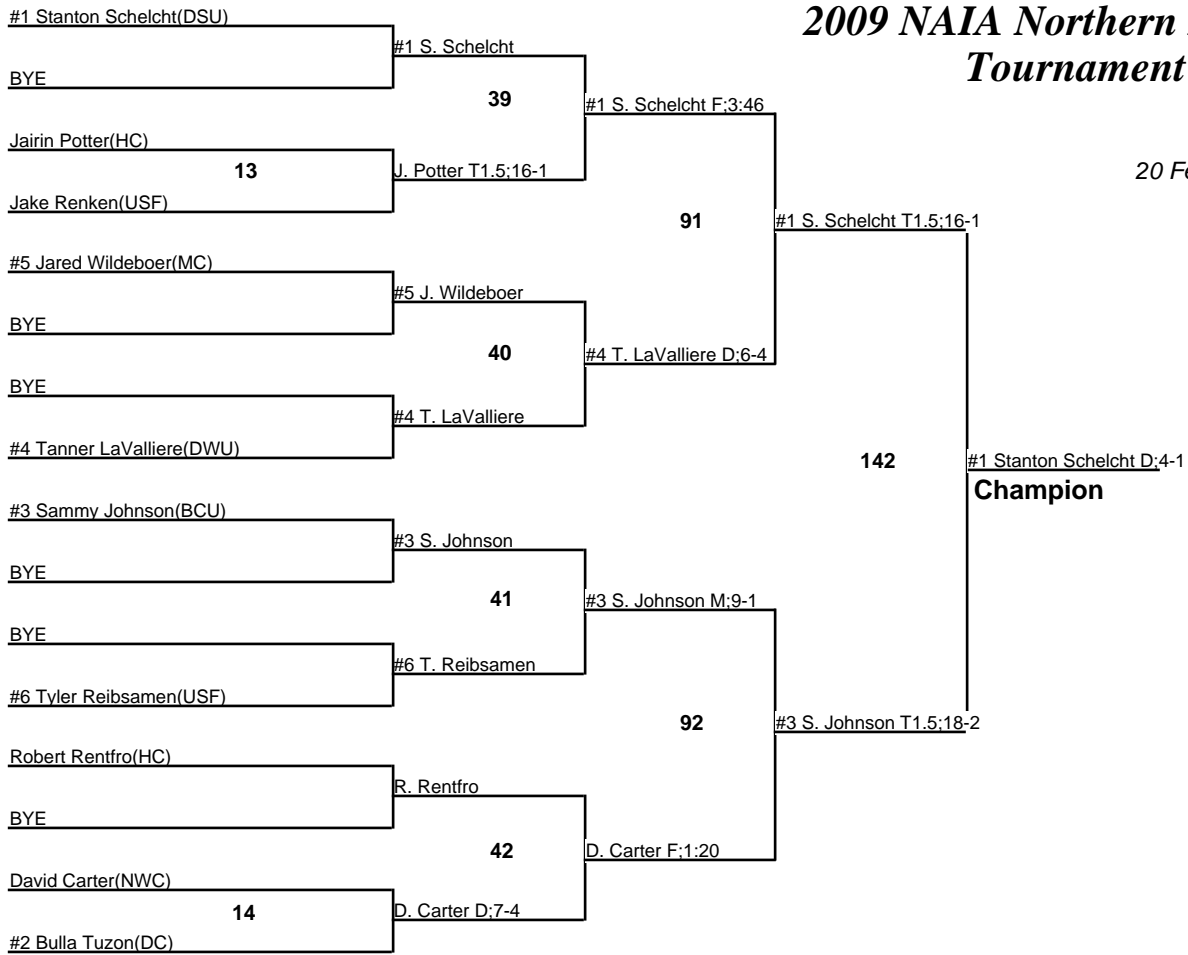 #1 Stanton Schelcht(DSU)
2009 NAIA Northern
#1 S. Schelcht
Tournament
BYE
39
#1 S. Schelcht F;3:46
Jairin Potter(HC)
13
J. Potter T1.5;16-1
20 Fe
Jake Renken(USF)
91
#1 S. Schelcht T1.5;16-1
#5 Jared Wildeboer(MC)
#5 J. Wildeboer
BYE
40
#4 T. LaValliere D;6-4
BYE
#4 T. LaValliere
#4 Tanner LaValliere(DWU)
142
#1 Stanton Schelcht D;4-1
Champion
#3 Sammy Johnson(BCU)
#3 S. Johnson
BYE
41
#3 S. Johnson M;9-1
BYE
#6 T. Reibsamen
#6 Tyler Reibsamen(USF)
92
#3 S. Johnson T1.5;18-2
Robert Rentfro(HC)
R. Rentfro
BYE
42
D. Carter F;1:20
David Carter(NWC)
14
D. Carter D;7-4
#2 Bulla Tuzon(DC)